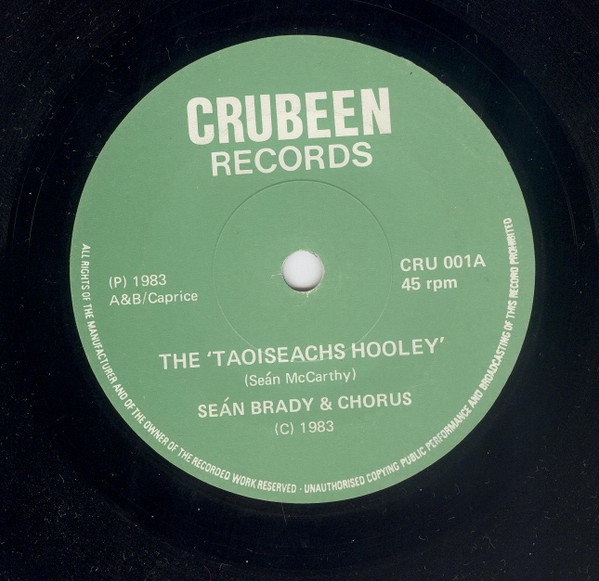 CRUBEEN
RECORDS
(P) 1983
A&B/Caprice
CRU 001A
45 rpm
THE ‘TAOISEACHS HOOLEY’
(Seán McCarthy)
SEÁN BRADY & CHORUS
(C) 1983
ALL RIGHTS OF THE MANUFACTURER AND OF THE OWNER OF THE RECORDED WORK RESERVED - UNAUTHORISED COPYING PUBLIC PERFORMANCE AND BROADCASTING OF THIS RECORD PROHIBITED